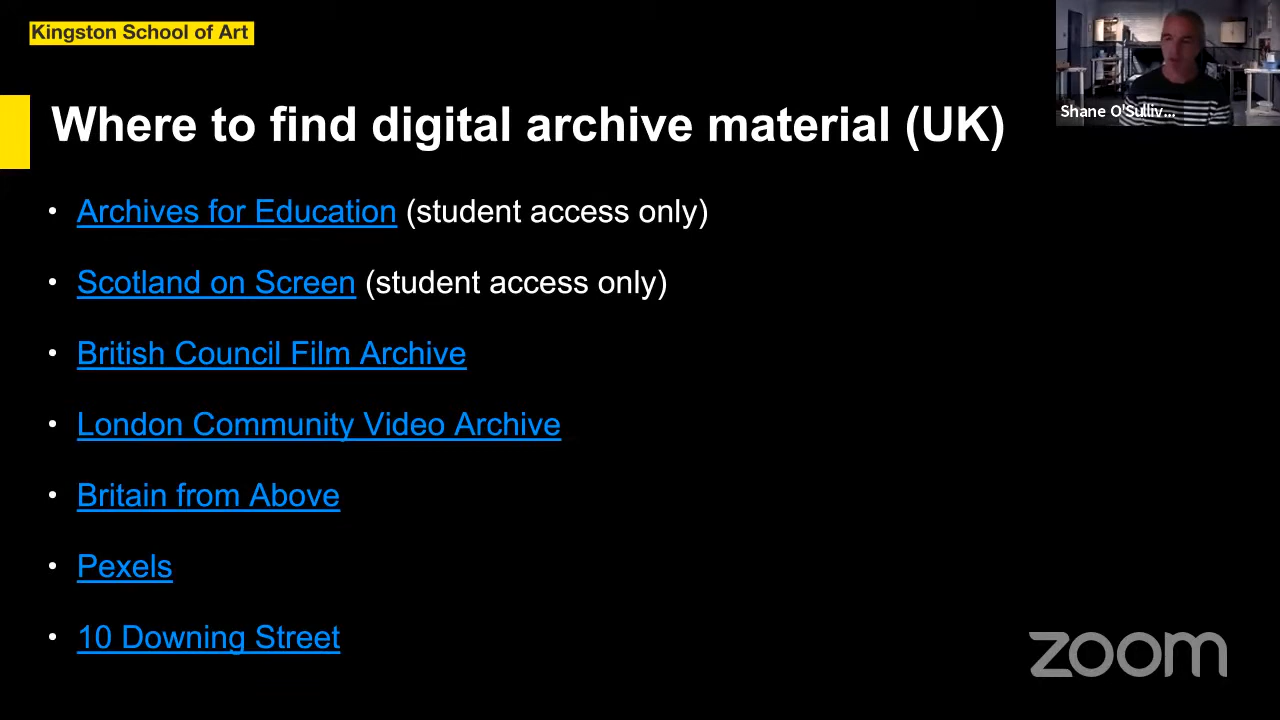 Kingston School of Art
Shane O'Sulliv...
Where to find digital archive material (UK)
• Archives for Education (student access only)
• Scotland on Screen (student access only)
• British Council Film Archive
• London Community Video Archive
• Britain from Above
• Pexels
• 10 Downing Street
zoom